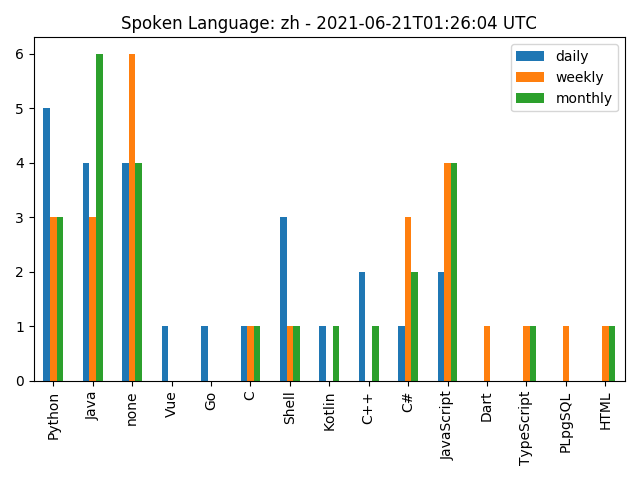 Spoken Language: zh - 2021-06-21T01:26:04 UTC
daily
weekly
monthly
6
5
4
3
2
1
0
Python
Java
none
Vue
Go
C
Shell
Kotlin
C++
C#
JavaScript
Dart
TypeScript
PLpgSQL
HTML